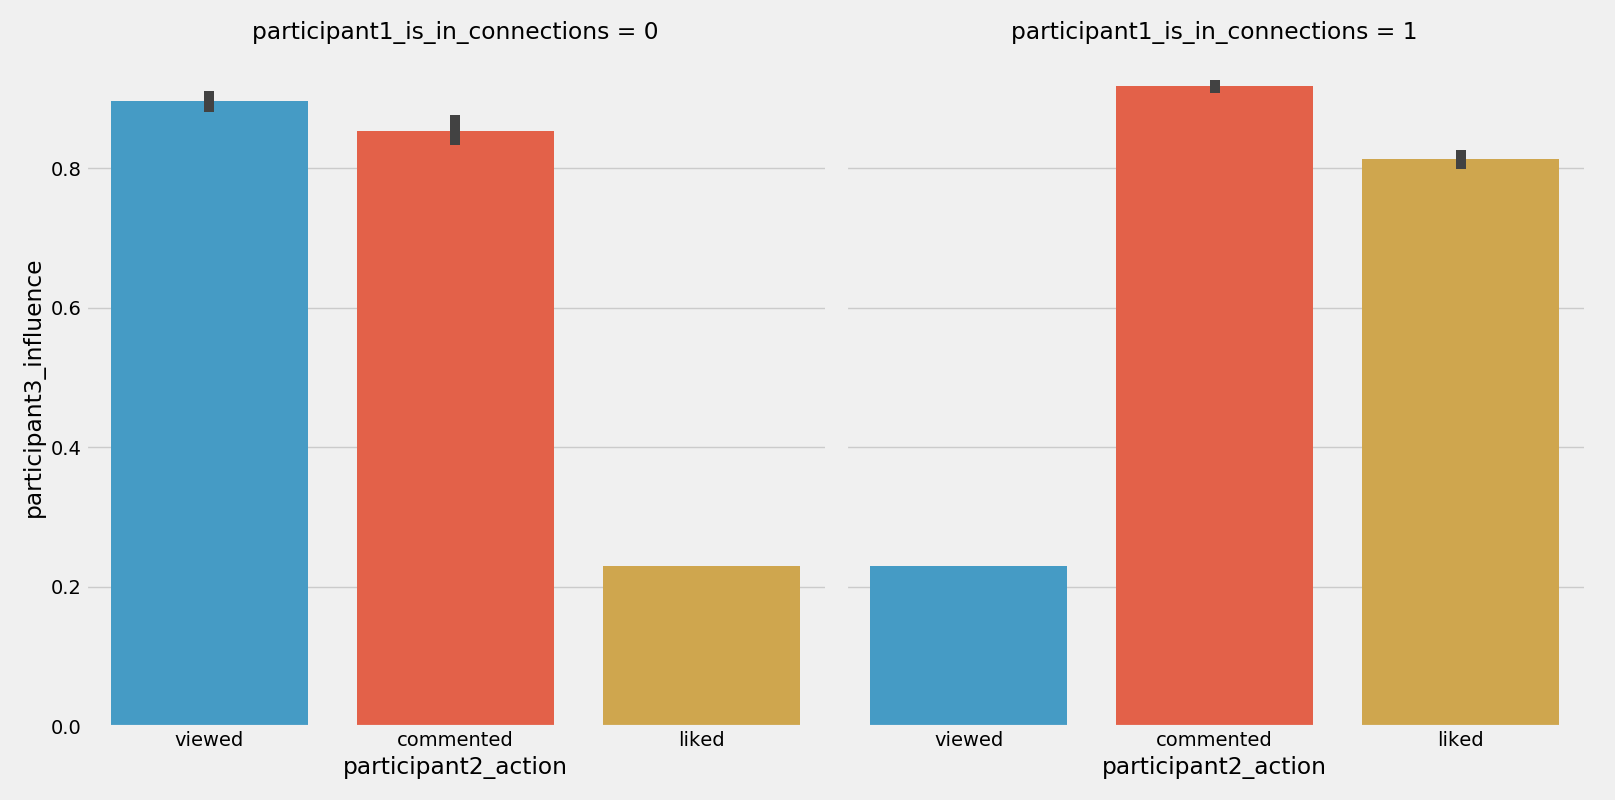 participant1_is_in_connections = 0
participant1_is_in_connections = 1
participant3_influence
0.8
0.6
0.4
0.2
0.0
viewed commented liked
viewed commented liked
participant2_action
participant2_action